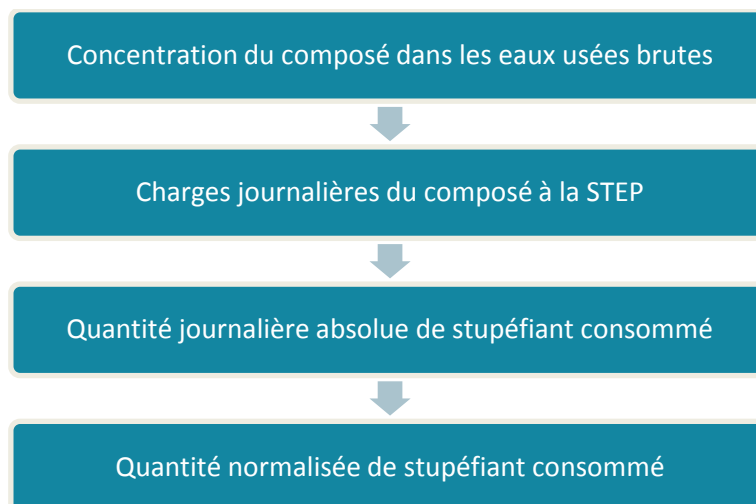 Concentration du composé dans les eaux usées brutes
Charges journalières du composé à la STEP
Quantité journalière absolue de stupéfiant consommé
Quantité normalisée de stupéfiant consommé